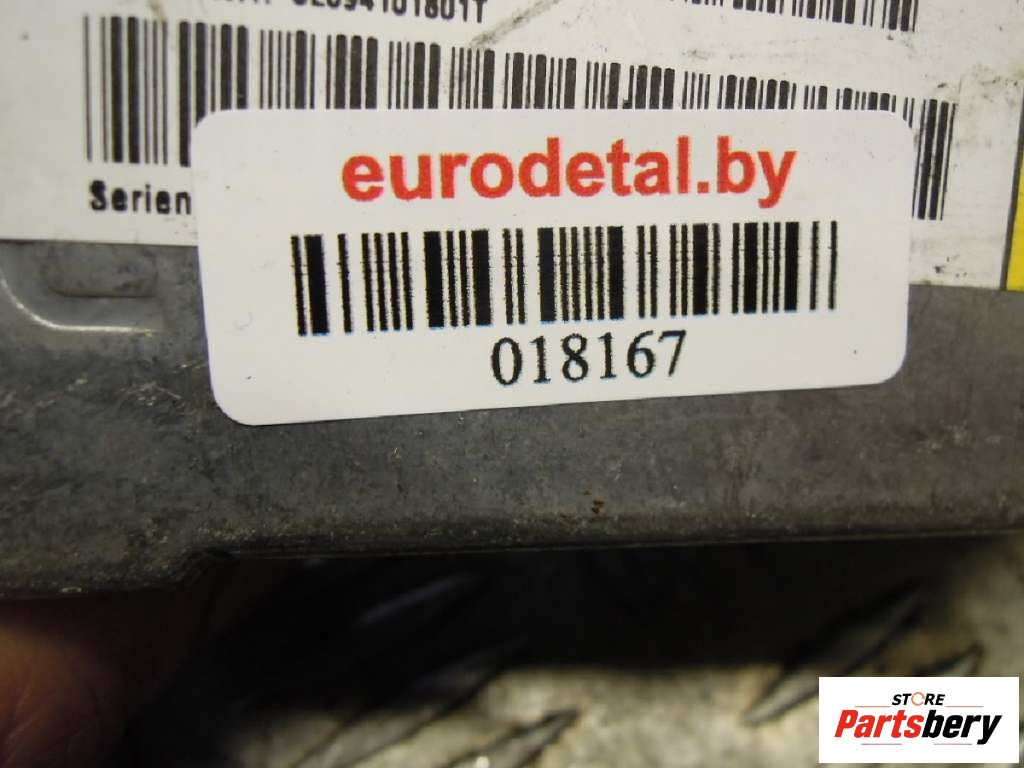 Serien
eurodetal.by
018167
STORE
Partsbery